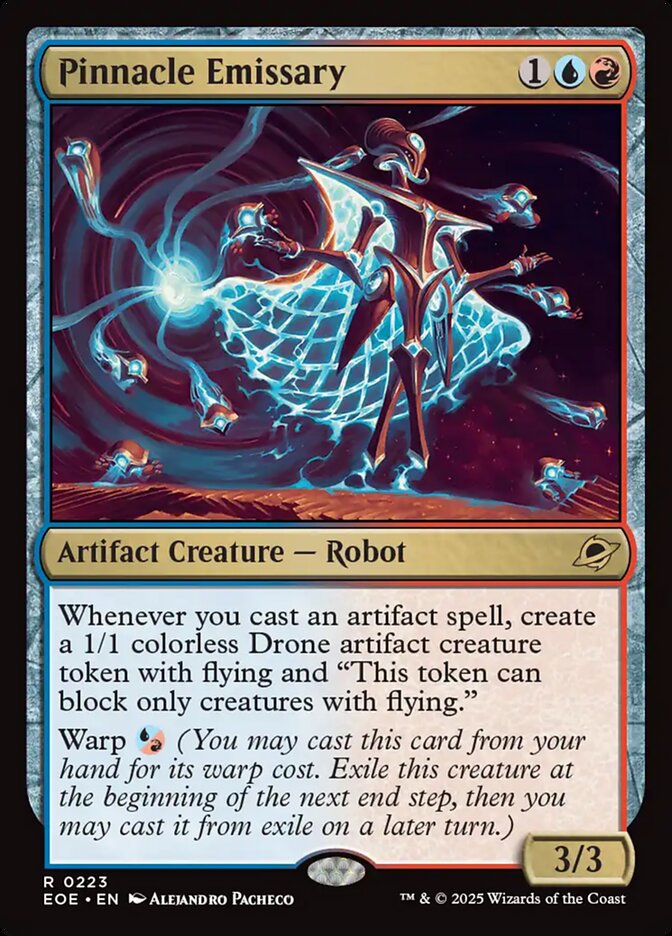 Pinnacle Emissary 1
Artifact Creature — Robot
Whenever you cast an artifact spell, create
a 1/1 colorless Drone artifact creature
token with flying and “This token can
block only creatures with flying.”
Warp (You may cast this card from your
hand for its warp cost. Exile this creature at
the beginning of the next end step, then you
may cast it from exile on a later turn.)
3/3
R 0223
EOE • EN Alejandro Pacheco
™ & © 2025 Wizards of the Coast